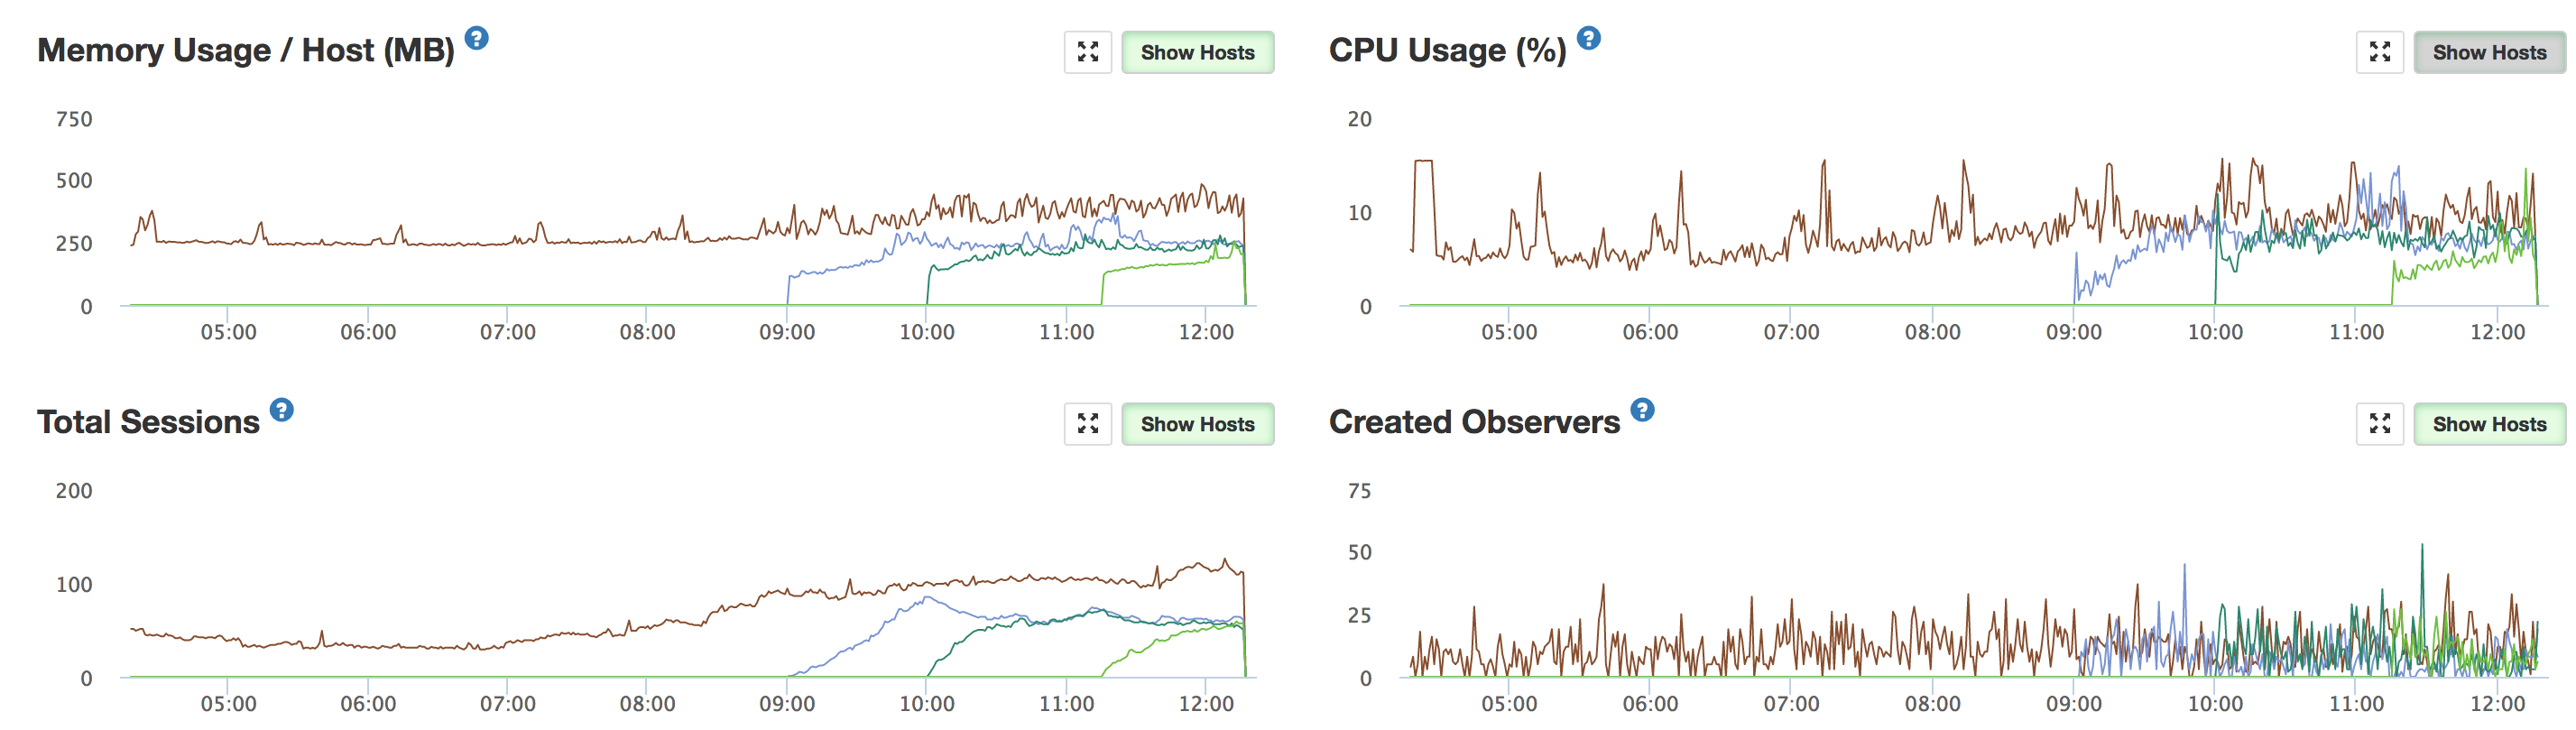 Memory Usage / Host (MB) ?
Show Hosts
750
500
250
0
05:00 06:00 07:00 08:00 09:00 10:00 11:00 12:00
CPU Usage (%) ?
Show Hosts
20
10
0
05:00 06:00 07:00 08:00 09:00 10:00 11:00 12:00
Total Sessions ?
Show Hosts
200
100
0
05:00 06:00 07:00 08:00 09:00 10:00 11:00 12:00
Created Observers ?
Show Hosts
75
50
25
0
05:00 06:00 07:00 08:00 09:00 10:00 11:00 12:00